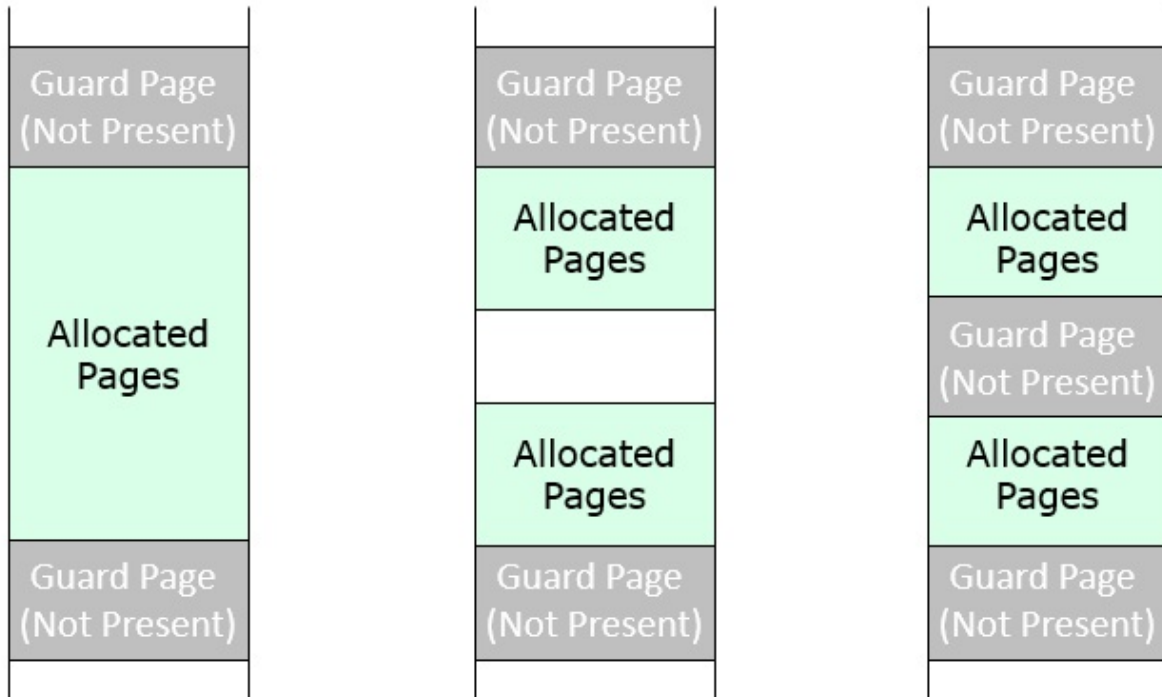 Guard Page
(Not Present)
Allocated
Pages
Guard Page
(Not Present)
Guard Page
(Not Present)
Allocated
Pages
Allocated
Pages
Guard Page
(Not Present)
Guard Page
(Not Present)
Allocated
Pages
Guard Page
(Not Present)
Allocated
Pages
Guard Page
(Not Present)